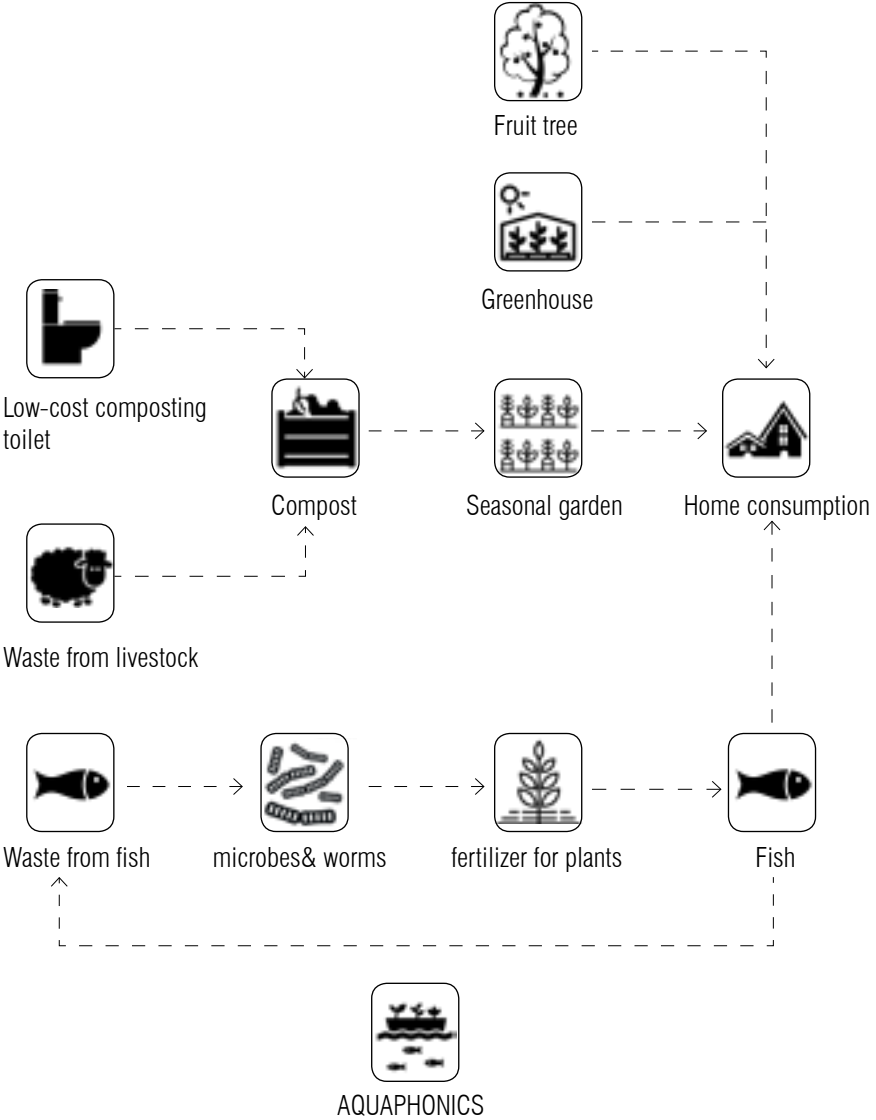 Fruit tree
Greenhouse
Low-cost composting
toilet
Compost
Seasonal garden
Home consumption
Waste from livestock
Waste from fish
microbes& worms
fertilizer for plants
Fish
AQUAPHONICS